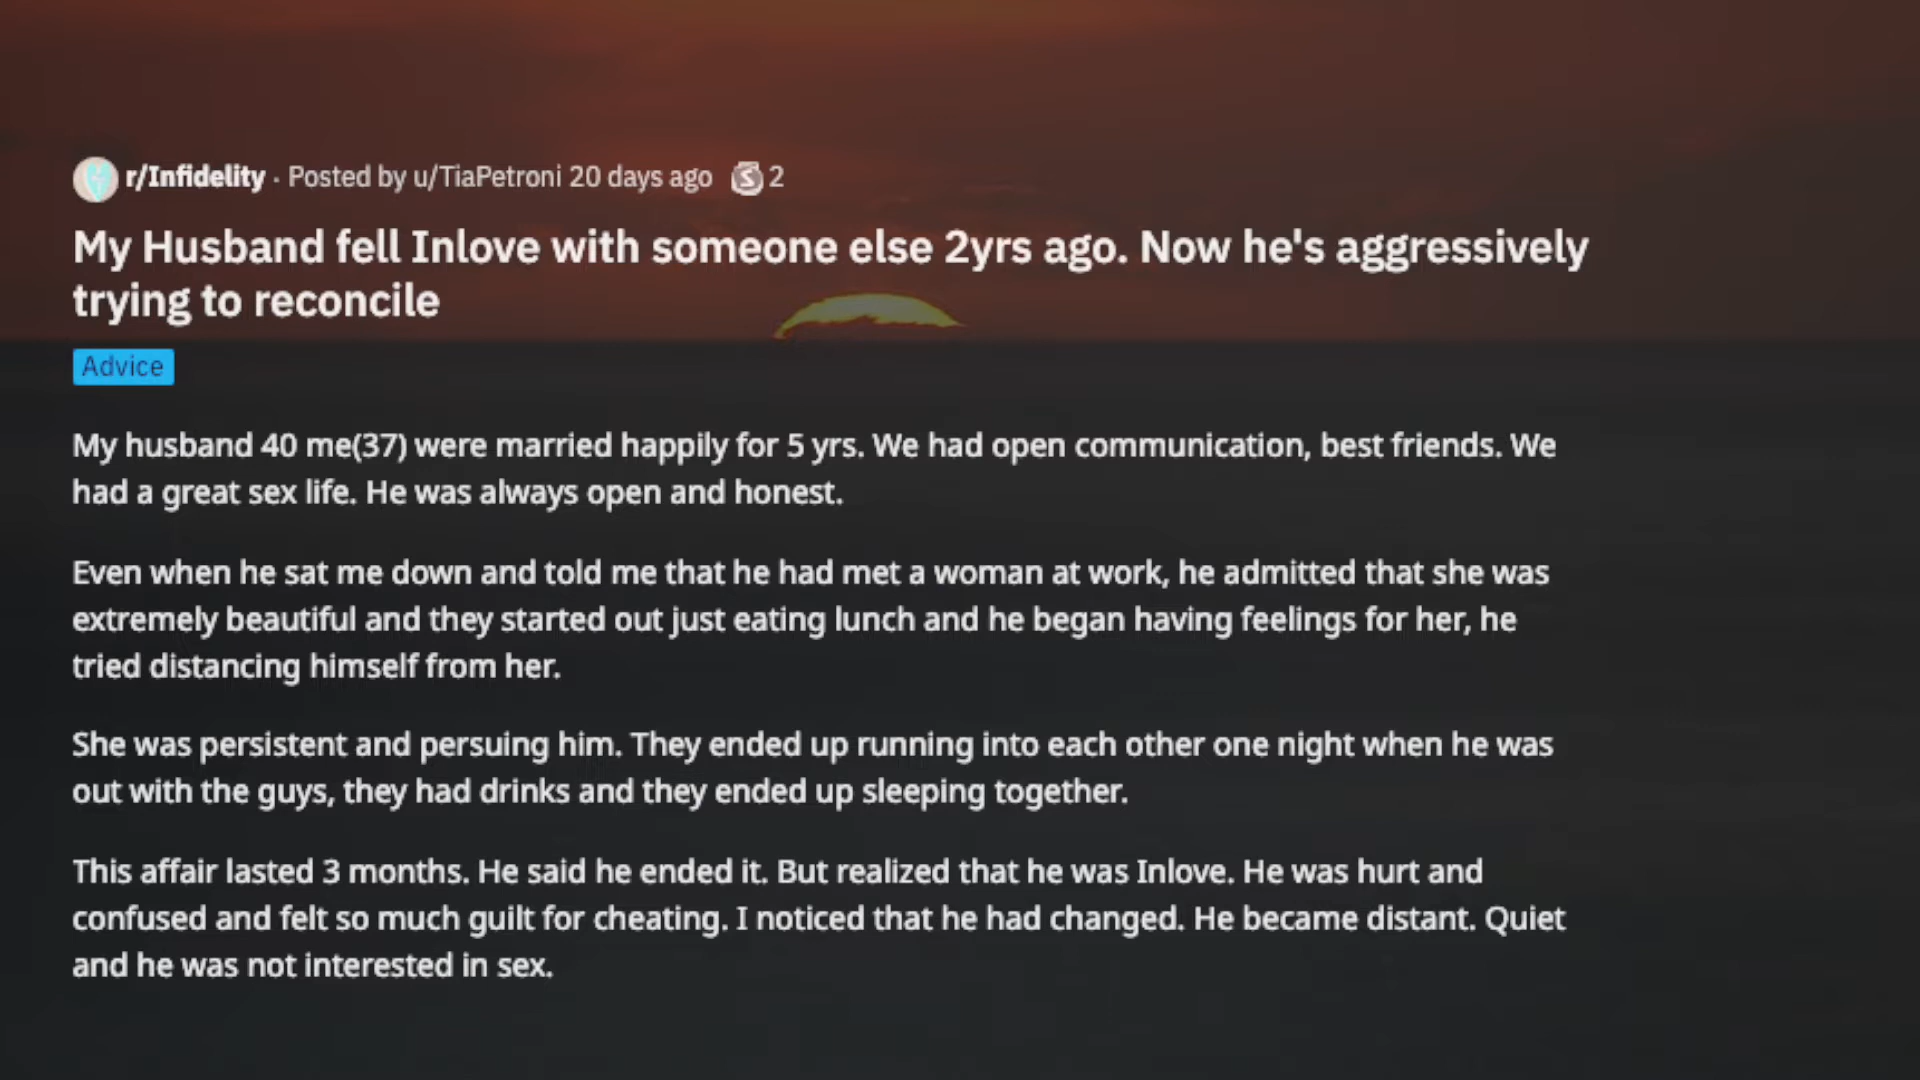 r/Infidelity · Posted by u/TiaPetroni 20 days ago S 2
My Husband fell Inlove with someone else 2yrs ago. Now he's aggressively
trying to reconcile
Advice
My husband 40 me(37) were married happily for 5 yrs. We had open communication, best friends. We
had a great sex life. He was always open and honest.
Even when he sat me down and told me that he had met a woman at work, he admitted that she was
extremely beautiful and they started out just eating lunch and he began having feelings for her, he
tried distancing himself from her.
She was persistent and persuing him. They ended up running into each other one night when he was
out with the guys, they had drinks and they ended up sleeping together.
This affair lasted 3 months. He said he ended it. But realized that he was Inlove. He was hurt and
confused and felt so much guilt for cheating. I noticed that he had changed. He became distant. Quiet
and he was not interested in sex.